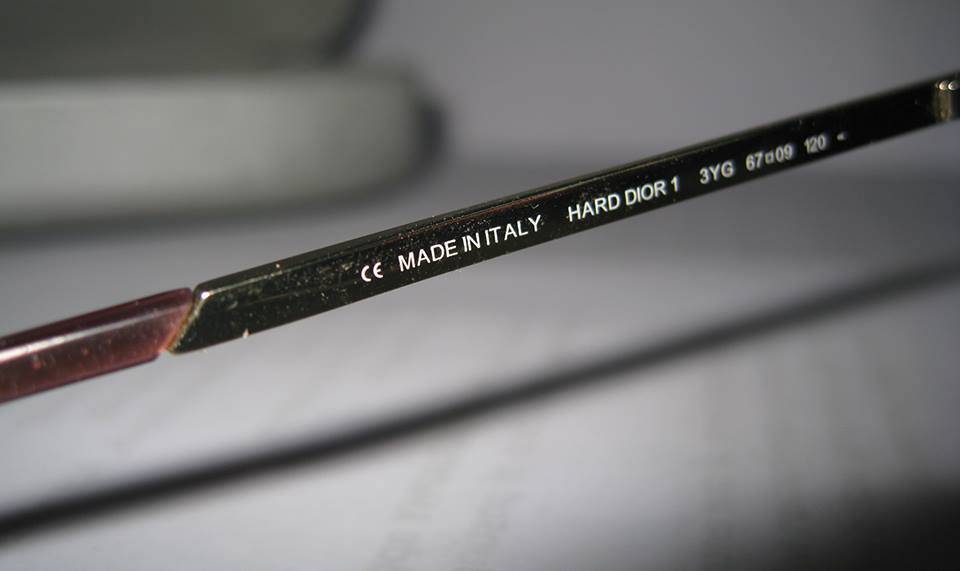 CE MADE IN ITALY HARD DIOR 1 3YG 67□09 120